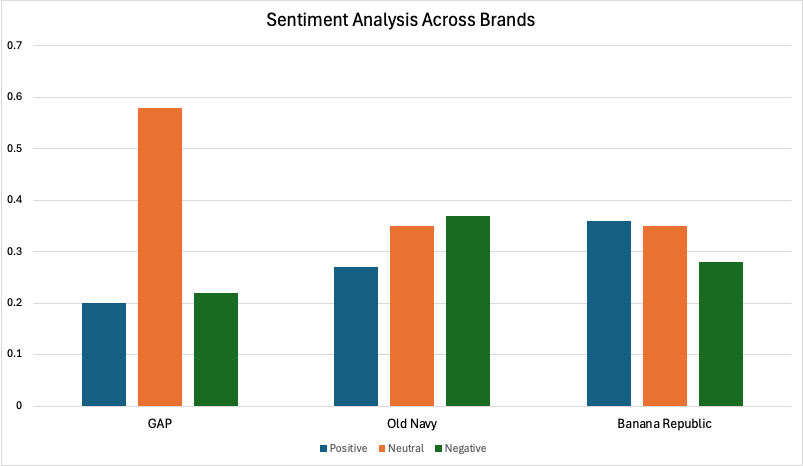 Sentiment Analysis Across Brands
0.7
0.6
0.5
0.4
0.3
0.2
0.1
0
GAP Old Navy Banana Republic
Positive Neutral Negative